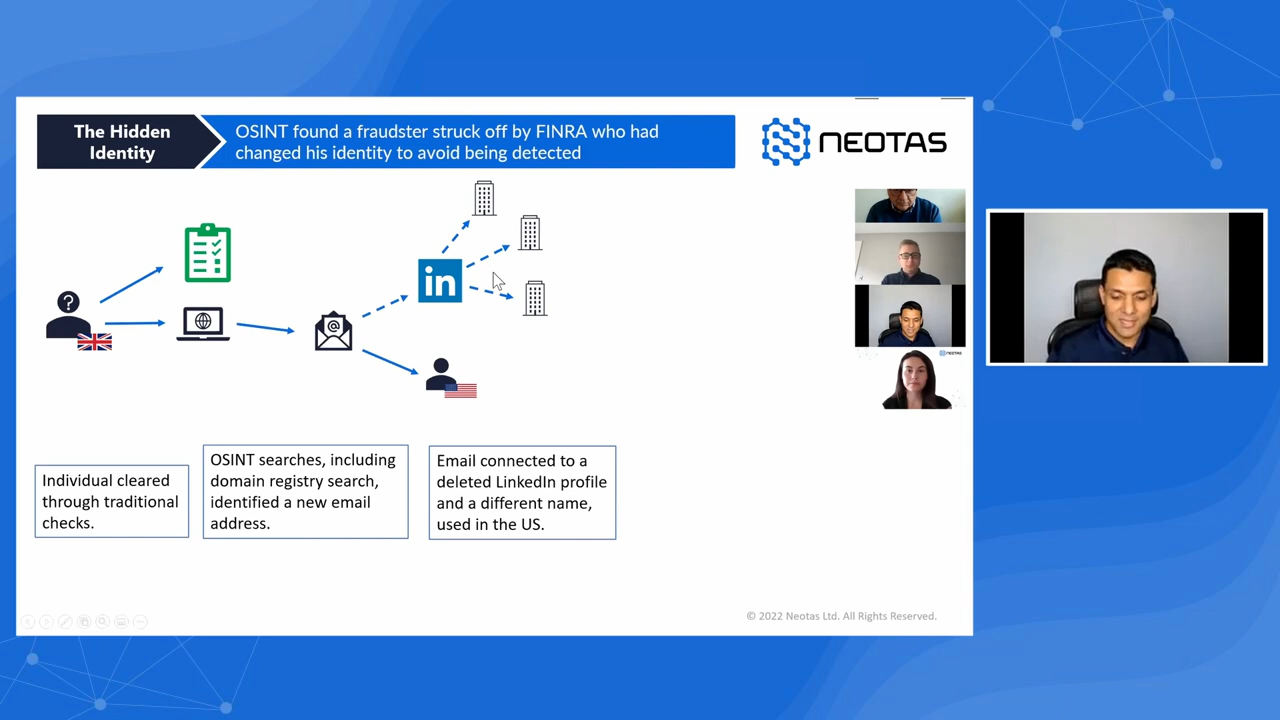 The Hidden
Identity
OSINT found a fraudster struck off by FINRA who had
changed his identity to avoid being detected
NEOTAS
in
@
?
Individual cleared
through traditional
checks.
OSINT searches, including
domain registry search,
identified a new email
address.
Email connected to a
deleted LinkedIn profile
and a different name,
used in the US.
NEOTAS
© 2022 Neotas Ltd. All Rights Reserved.